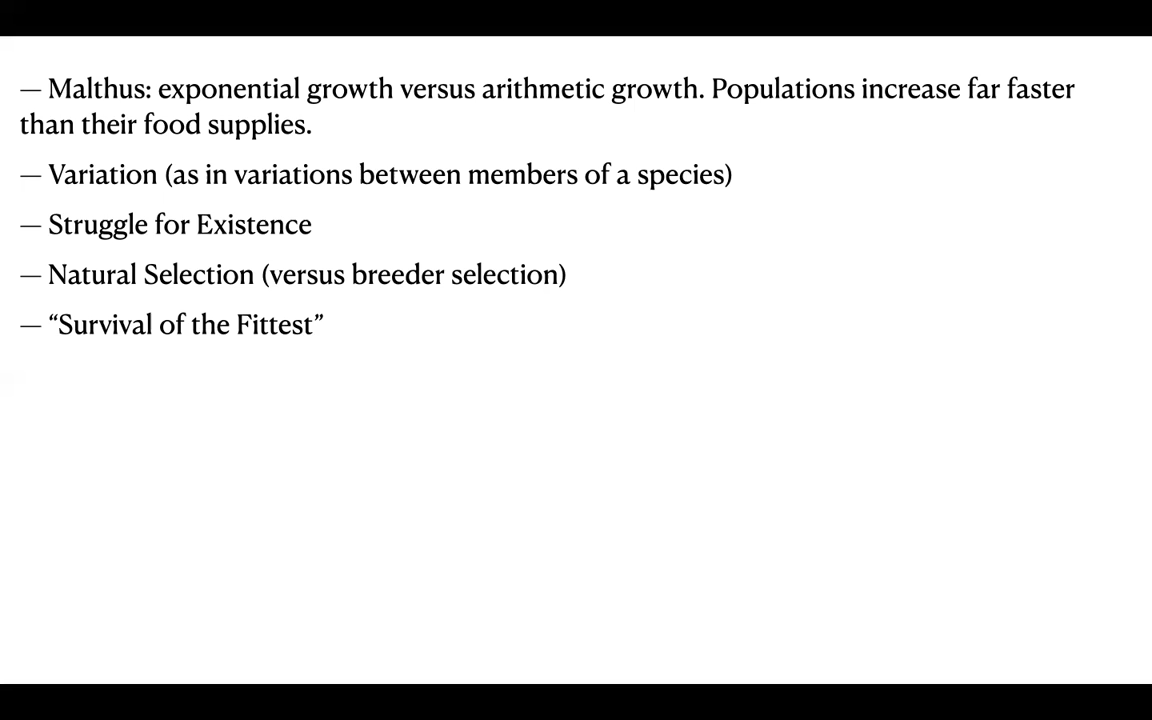 — Malthus: exponential growth versus arithmetic growth. Populations increase far faster
than their food supplies.
— Variation (as in variations between members of a species)
— Struggle for Existence
— Natural Selection (versus breeder selection)
— “Survival of the Fittest”